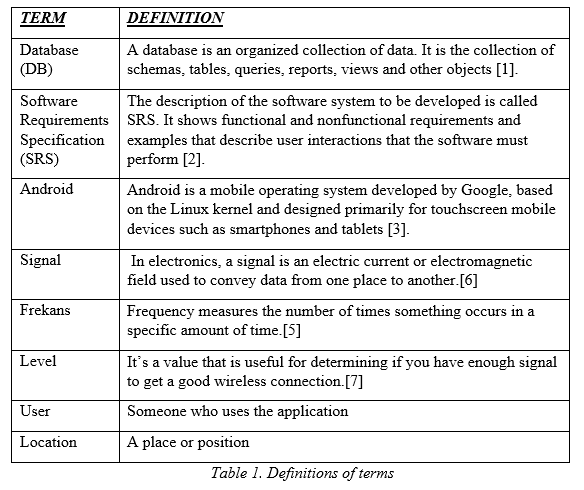 TERM DEFINITION
Database A database is an organized collection of data. It is the collection of
(DB) schemas, tables, queries, reports, views and other objects [1].
Software The description of the software system to be developed is called
Requirements SRS. It shows functional and nonfunctional requirements and
Specification examples that describe user interactions that the software must
(SRS) perform [2].
Android Android is a mobile operating system developed by Google, based
on the Linux kernel and designed primarily for touchscreen mobile
devices such as smartphones and tablets [3].
Signal In electronics, a signal is an electric current or electromagnetic
field used to convey data from one place to another.[6]
Frekans Frequency measures the number of times something occurs in a
specific amount of time.[5]
Level It's a value that is useful for determining if you have enough signal
to get a good wireless connection.[7]
User Someone who uses the application
Location A place or position
Table 1. Definitions of terms